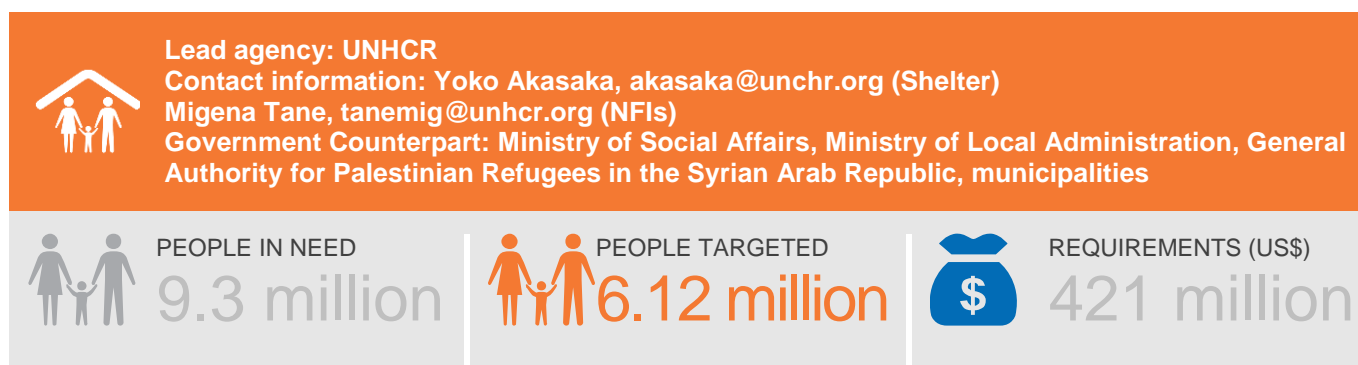 Lead agency: UNHCR
Contact information: Yoko Akasaka, akasaka@unchr.org (Shelter)
Migena Tane, tanemig@unhcr.org (NFIs)
Government Counterpart: Ministry of Social Affairs, Ministry of Local Administration, General
Authority for Palestinian Refugees in the Syrian Arab Republic, municipalities
PEOPLE IN NEED
9.3 million
PEOPLE TARGETED
6.12 million
$
REQUIREMENTS (US$)
421 million